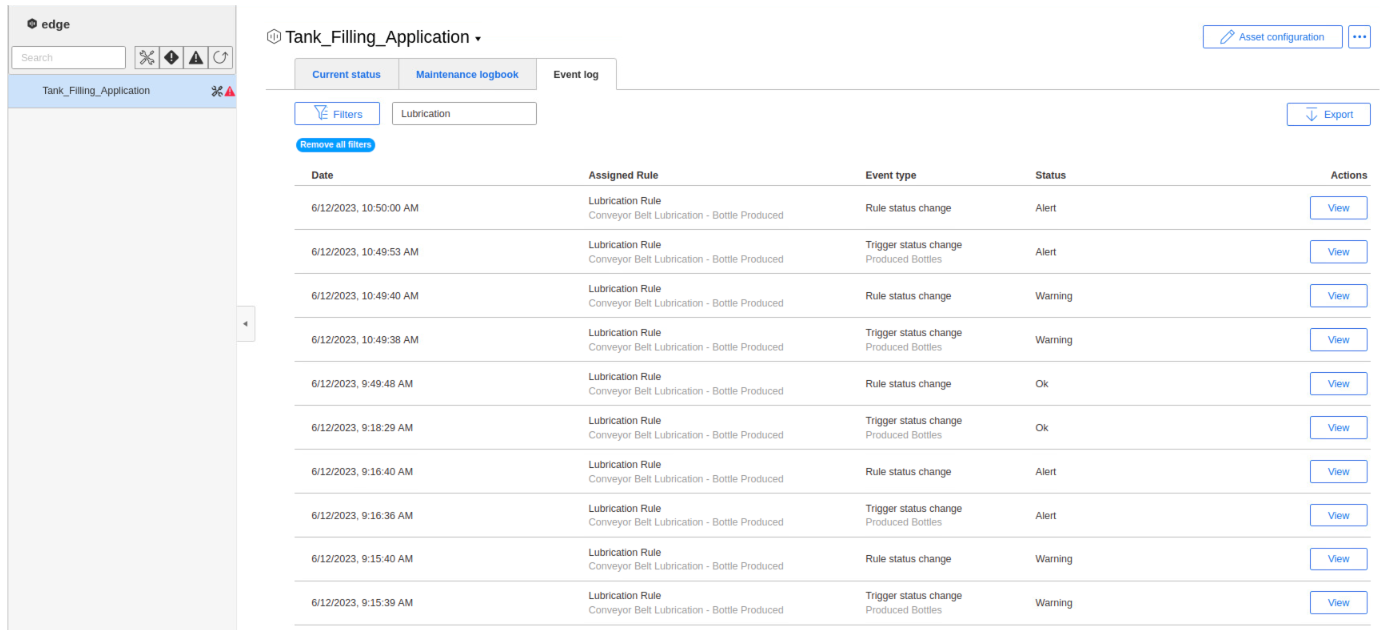 edge
Search
Tank_Filling_Application
Tank_Filling_Application
Asset configuration
Current status Maintenance logbook Event log
Filters Lubrication Export
Remove all filters
Date Assigned Rule Event type Status Actions
6/12/2023, 10:50:00 AM Lubrication Rule Rule status change Alert View
Conveyor Belt Lubrication - Bottle Produced
6/12/2023, 10:49:53 AM Lubrication Rule Trigger status change Alert View
Conveyor Belt Lubrication - Bottle Produced Produced Bottles
6/12/2023, 10:49:40 AM Lubrication Rule Rule status change Warning View
Conveyor Belt Lubrication - Bottle Produced
6/12/2023, 10:49:38 AM Lubrication Rule Trigger status change Warning View
Conveyor Belt Lubrication - Bottle Produced Produced Bottles
6/12/2023, 9:49:48 AM Lubrication Rule Rule status change Ok View
Conveyor Belt Lubrication - Bottle Produced
6/12/2023, 9:18:29 AM Lubrication Rule Trigger status change Ok View
Conveyor Belt Lubrication - Bottle Produced Produced Bottles
6/12/2023, 9:16:40 AM Lubrication Rule Rule status change Alert View
Conveyor Belt Lubrication - Bottle Produced
6/12/2023, 9:16:36 AM Lubrication Rule Trigger status change Alert View
Conveyor Belt Lubrication - Bottle Produced Produced Bottles
6/12/2023, 9:15:40 AM Lubrication Rule Rule status change Warning View
Conveyor Belt Lubrication - Bottle Produced
6/12/2023, 9:15:39 AM Lubrication Rule Trigger status change Warning View
Conveyor Belt Lubrication - Bottle Produced Produced Bottles